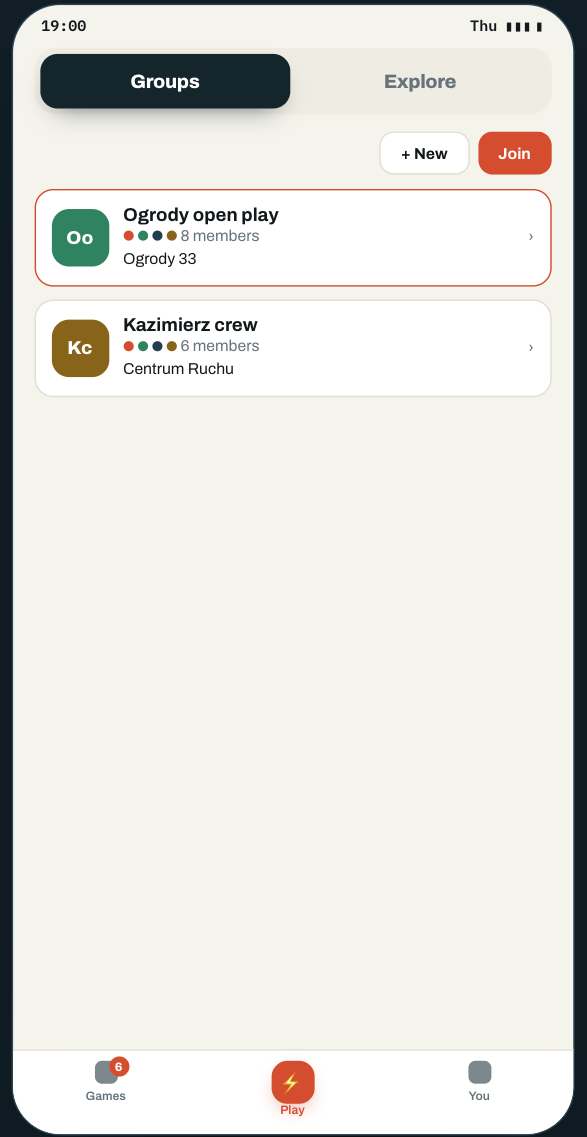 19:00 Thu
Groups Explore
+ New Join
Oo Ogrody open play
8 members
Ogrody 33
Kc Kazimierz crew
6 members
Centrum Ruchu
6
Games Play You